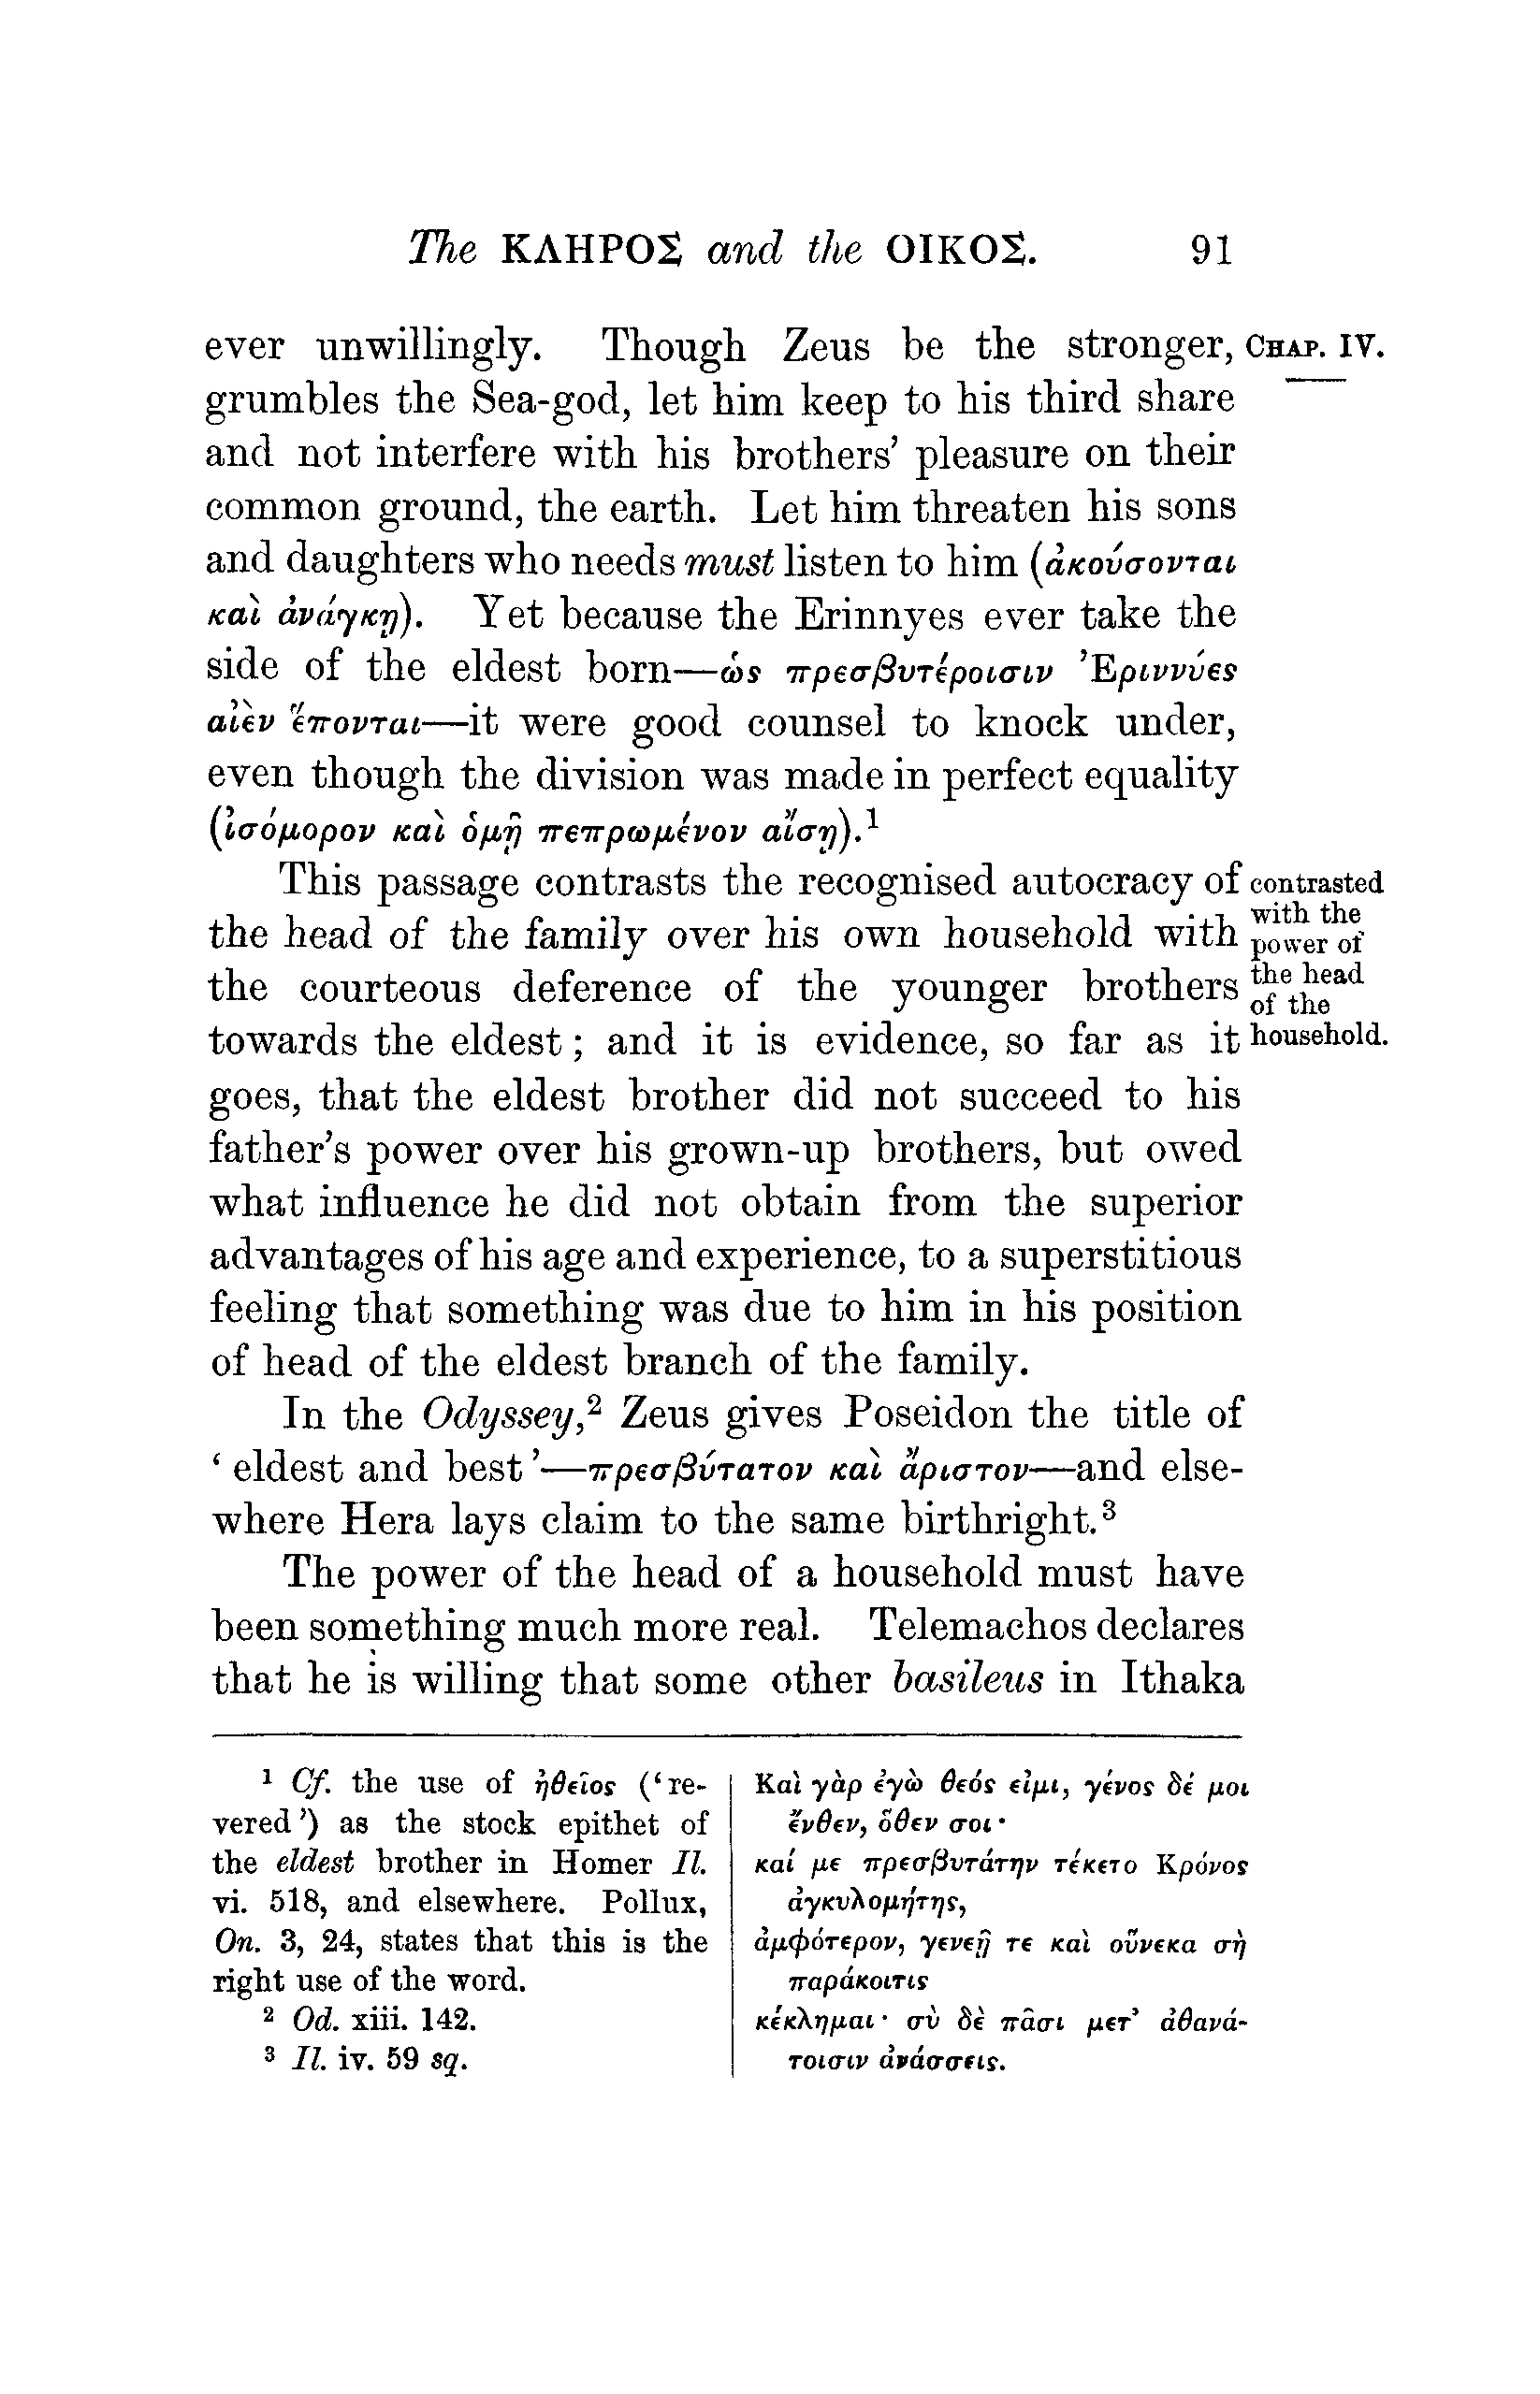 The ΚΛΗΡΟΣ and the ΟΙΚΟΣ. 91
ever unwillingly. Though Zeus be the stronger,
CHAP. IV.
grumbles the Sea-god, let him keep to his third share
and not interfere with his brothers’ pleasure on their
common ground, the earth. Let him threaten his sons
and daughters who needs must listen to him (ἀκούσονται
καὶ ἀνάγκῃ). Yet because the Erinnyes ever take the
side of the eldest born—ὡς πρεσβυτέροισιν Ἐριννύες
αἰὲν ἕπονται—it were good counsel to knock under,
even though the division was made in perfect equality
(ἰσόμορον καὶ ὁμῇ πεπρωμένον αἴσῃ).¹
This passage contrasts the recognised autocracy of
the head of the family over his own household with
the courteous deference of the younger brothers
towards the eldest; and it is evidence, so far as it
contrasted
with the
power of
the head
of the
household.
goes, that the eldest brother did not succeed to his
father’s power over his grown-up brothers, but owed
what influence he did not obtain from the superior
advantages of his age and experience, to a superstitious
feeling that something was due to him in his position
of head of the eldest branch of the family.
In the Odyssey,² Zeus gives Poseidon the title of
‘eldest and best’—πρεσβύτατον καὶ ἄριστον—and else-
where Hera lays claim to the same birthright.³
The power of the head of a household must have
been something much more real. Telemachos declares
that he is willing that some other basileus in Ithaka
¹ Cf. the use of ἠθεῖος (‘re-
vered’) as the stock epithet of
the eldest brother in Homer Il.
vi. 518, and elsewhere. Pollux,
On. 3, 24, states that this is the
right use of the word.
² Od. xiii. 142.
³ Il. iv. 59 sq.
Καὶ γὰρ ἐγὼ θεός εἰμι, γένος δέ μοι
ἔνθεν, ὅθεν σοι·
καί με πρεσβυτάτην τέκετο Κρόνος
ἀγκυλομήτης,
ἀμφότερον, γενεῇ τε καὶ οὕνεκα σὴ
παράκοιτις
κέκλημαι· σὺ δὲ πᾶσι μετ’ ἀθανά-
τοισιν ἀνάσσεις.